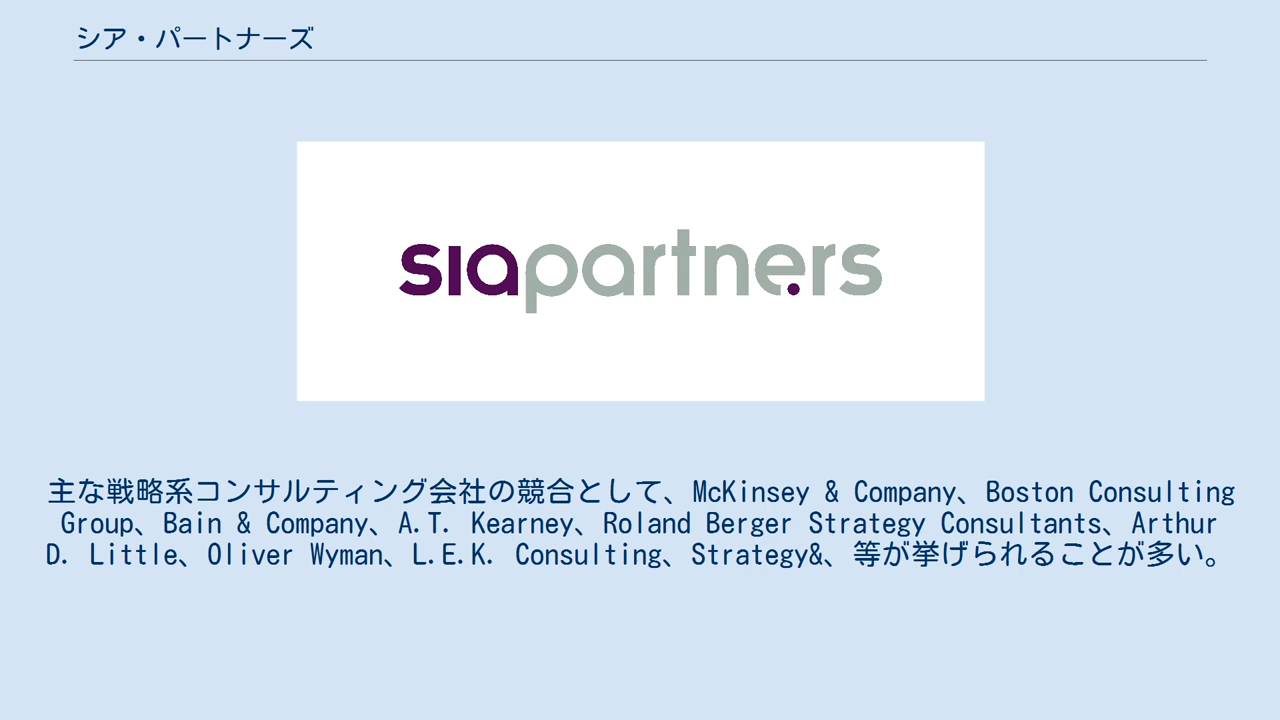 シア・パートナーズ
siapartners
主な戦略系コンサルティング会社の競合として、McKinsey & Company、Boston Consulting
Group、Bain & Company、A.T. Kearney、Roland Berger Strategy Consultants、Arthur
D. Little、Oliver Wyman、L.E.K. Consulting、Strategy&、等が挙げられることが多い。